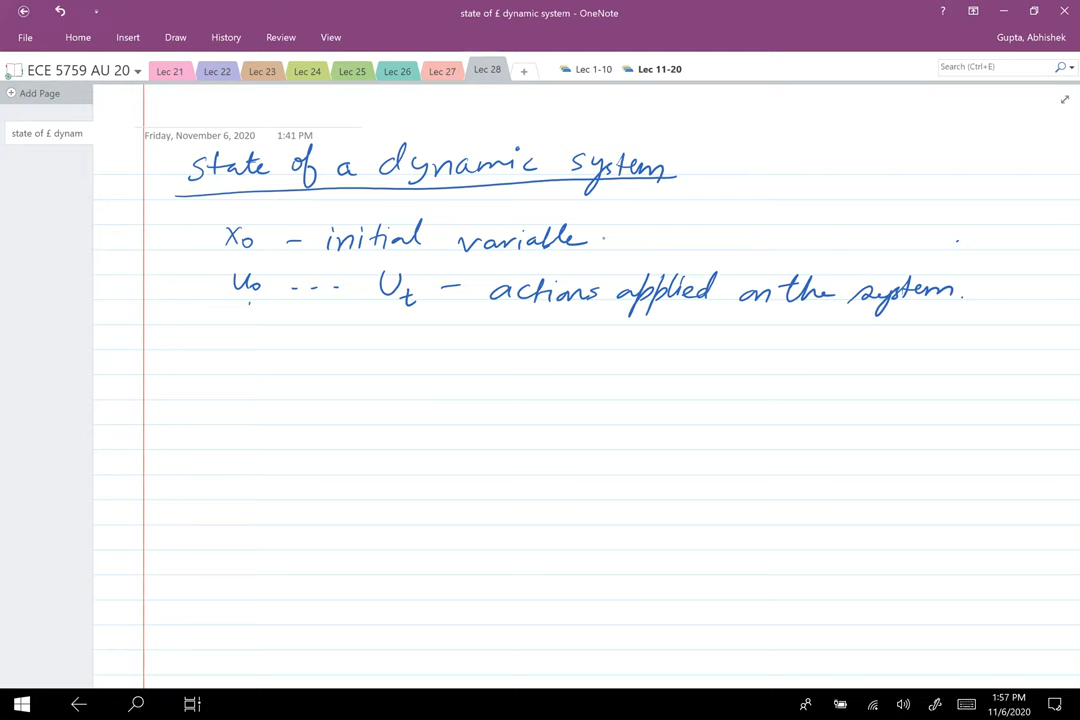 state of £ dynamic system - OneNote
?
File Home Insert Draw History Review View
Gupta, Abhishek
ECE 5759 AU 20
Lec 21 Lec 22 Lec 23 Lec 24 Lec 25 Lec 26 Lec 27 Lec 28 +
Lec 1-10 Lec 11-20
Search (Ctrl+E)
Add Page
state of £ dynam
Friday, November 6, 2020 1:41 PM
state of a dynamic system
x₀ - initial variable
u₀ --- Uₜ - actions applied on the system.
1:57 PM
11/6/2020